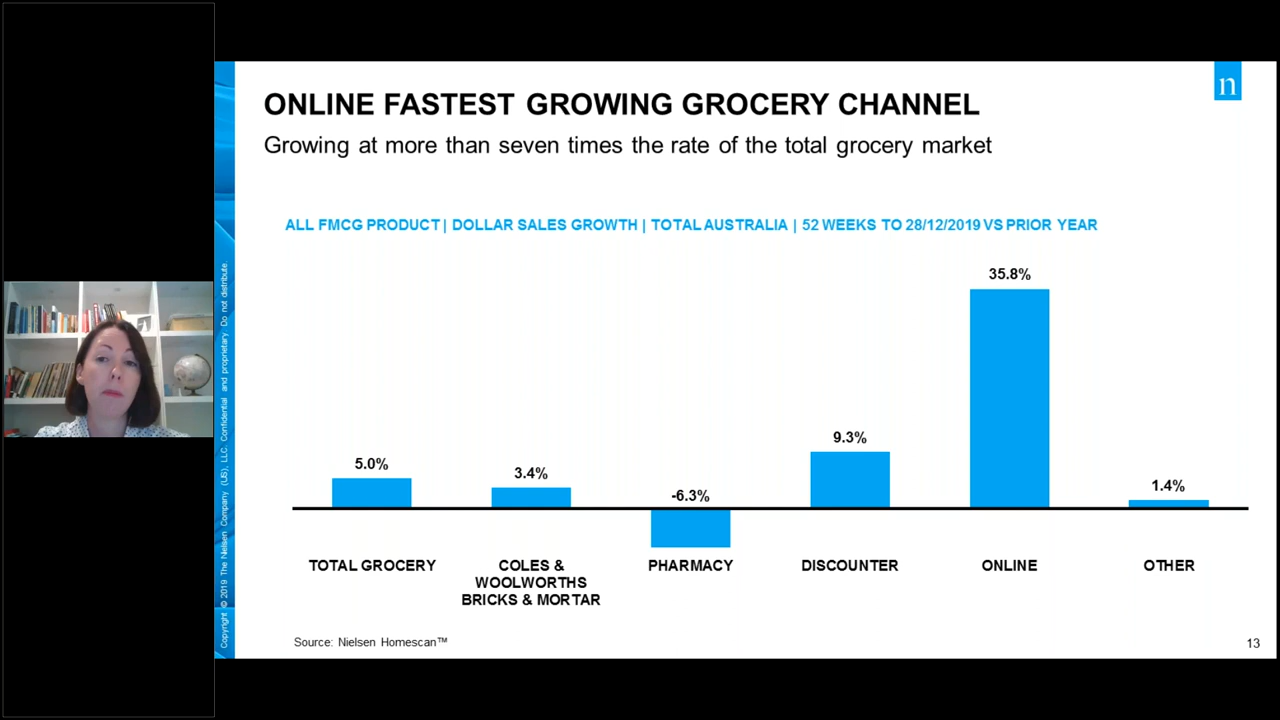 n
ONLINE FASTEST GROWING GROCERY CHANNEL
Growing at more than seven times the rate of the total grocery market
ALL FMCG PRODUCT | DOLLAR SALES GROWTH | TOTAL AUSTRALIA | 52 WEEKS TO 28/12/2019 VS PRIOR YEAR
5.0%
3.4%
-6.3%
9.3%
35.8%
1.4%
TOTAL GROCERY
COLES &
WOOLWORTHS
BRICKS & MORTAR
PHARMACY
DISCOUNTER
ONLINE
OTHER
Source: Nielsen Homescan™
13
Copyright © 2019 The Nielsen Company (US), LLC. Confidential and proprietary. Do not distribute.